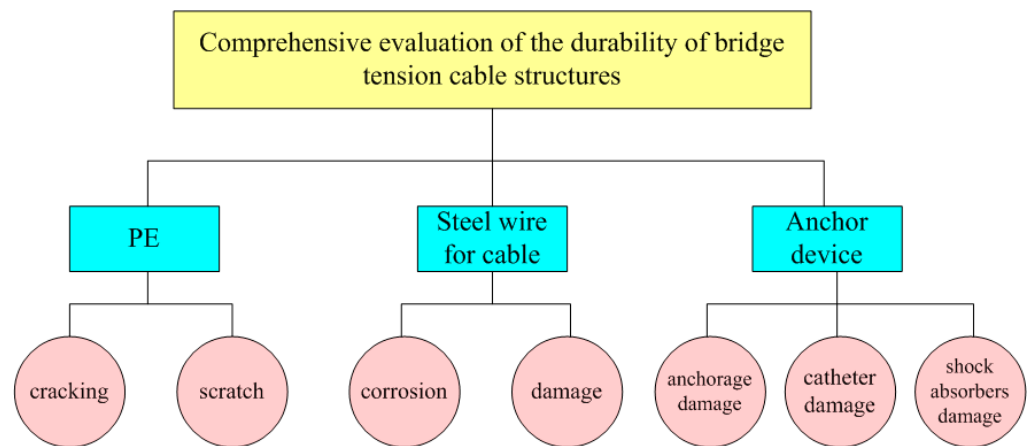 Comprehensive evaluation of the durability of bridge
tension cable structures
PE
Steel wire
for cable
Anchor
device
cracking
scratch
corrosion
damage
anchorage
damage
catheter
damage
shock
absorbers
damage